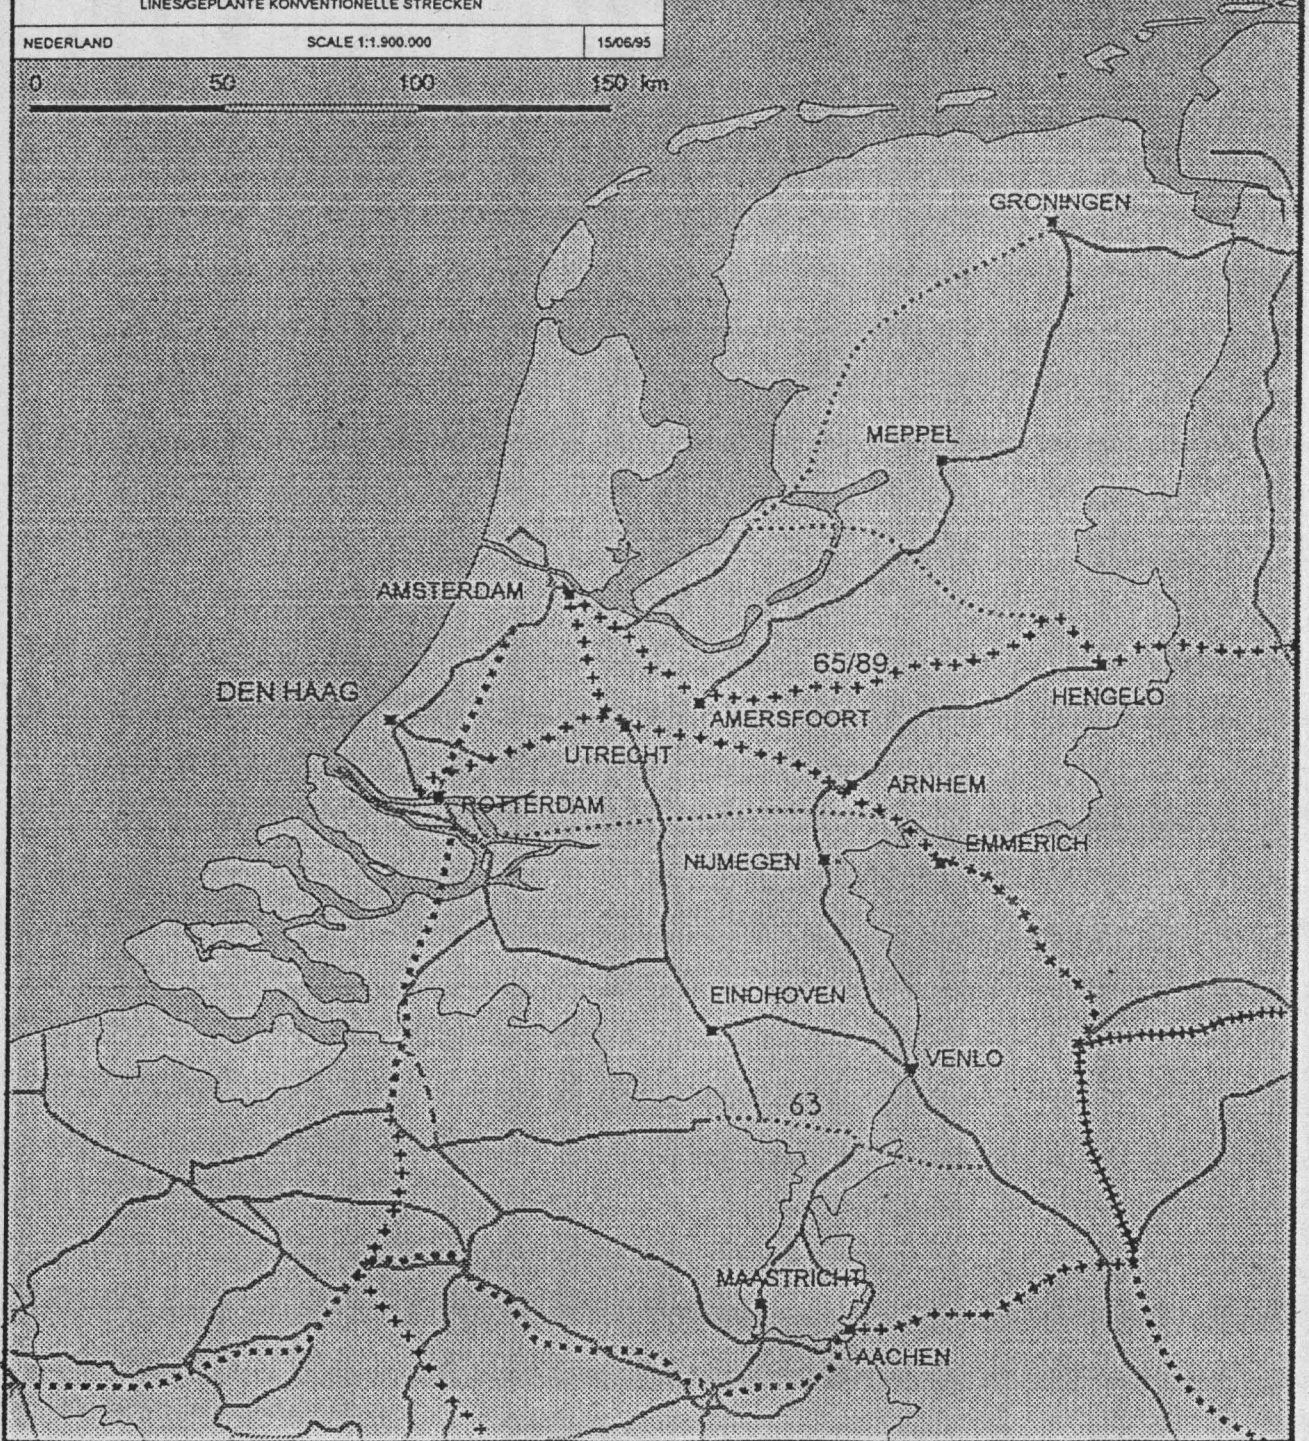 LINES/GEPLANTE KONVENTIONELLE STRECKEN
NEDERLAND SCALE 1:1.900.000 15/06/95
0 50 100 150 km
GRONINGEN
MEPPEL
AMSTERDAM
65/89
DEN HAAG
HENGELO
AMERSFOORT
UTRECHT
ARNHEM
ROTTERDAM
EMMERICH
NIJMEGEN
EINDHOVEN
VENLO
63
MAASTRICHT
AACHEN